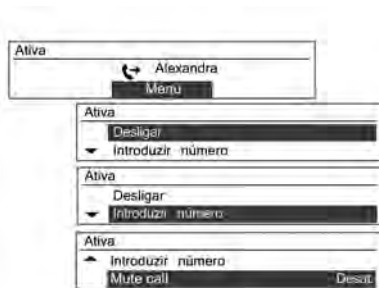 Ativa
Alexandra
Menu
Ativa
Desligar
Introduzir número
Ativa
Desligar
Introduzir número
Ativa
Introduzir número
Mute call Desat